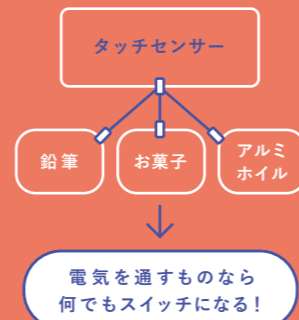 タッチセンサー
鉛筆
お菓子
アルミ
ホイル
電気を通すものなら
何でもスイッチになる！